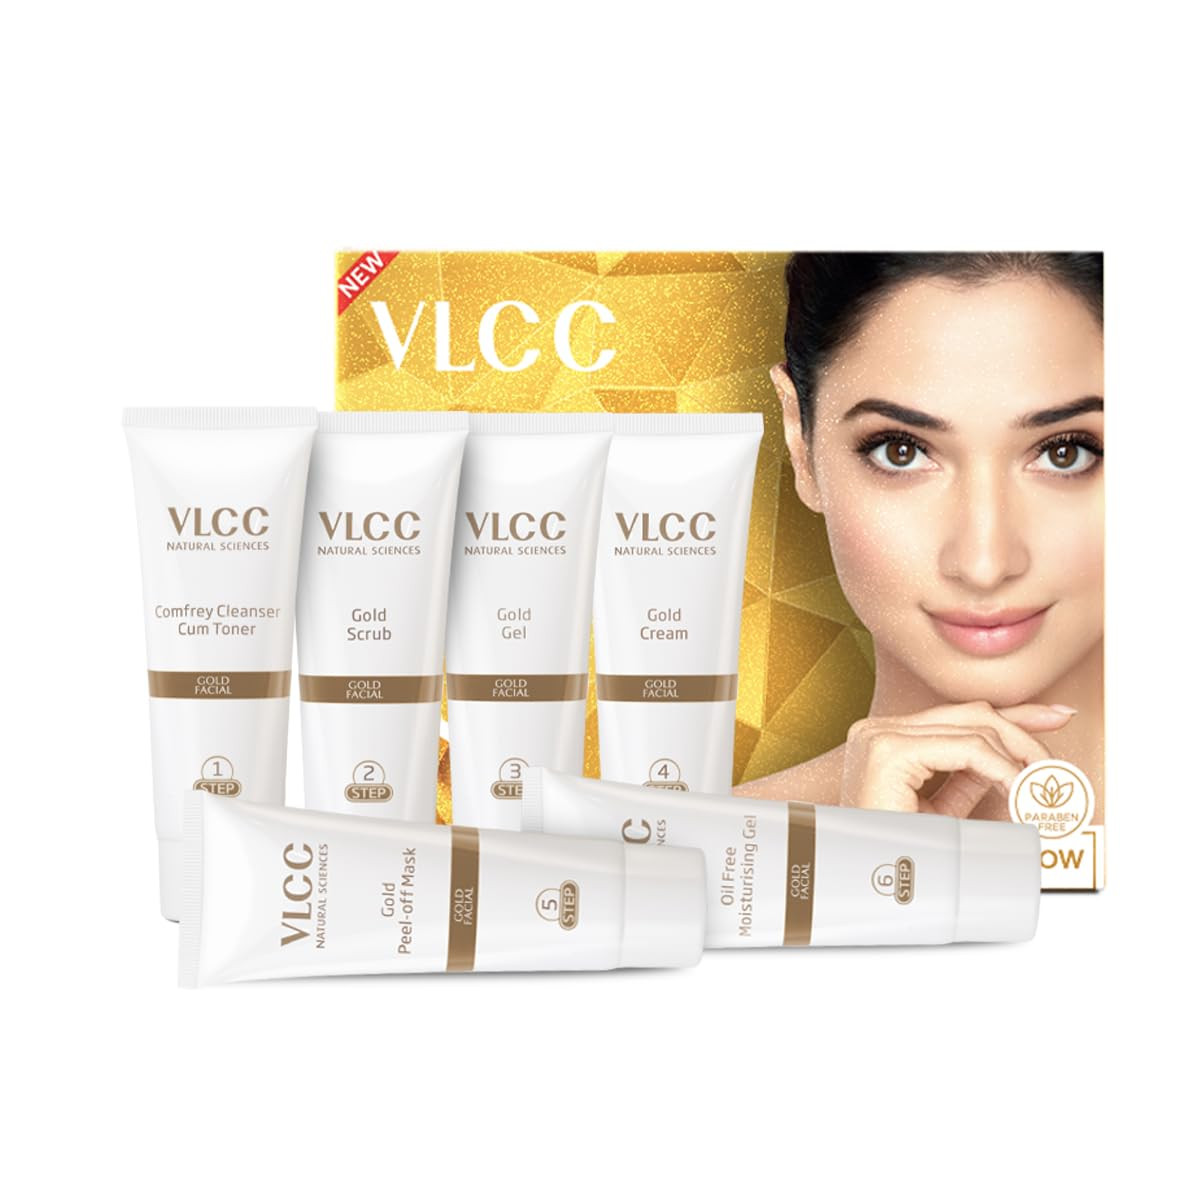 NEW
VLCC
VLCC
NATURAL SCIENCES
Comfrey Cleanser
Cum Toner
GOLD
FACIAL
1
STEP
VLCC
NATURAL SCIENCES
Gold
Scrub
GOLD
FACIAL
2
STEP
VLCC
NATURAL SCIENCES
Gold
Gel
GOLD
FACIAL
3
VLCC
NATURAL SCIENCES
Gold
Cream
GOLD
FACIAL
4
STEP
VLCC
NATURAL SCIENCES
Gold
Peel-off Mask
GOLD
FACIAL
5
STEP
Oil Free
Moisturising Gel
GOLD
FACIAL
6
STEP
PARABEN
FREE